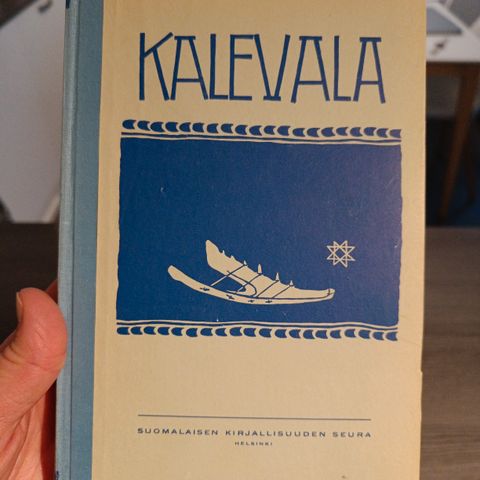 KALEVALA
SUOMALAISEN KIRJALLISUUDEN SEURA
HELSINKI